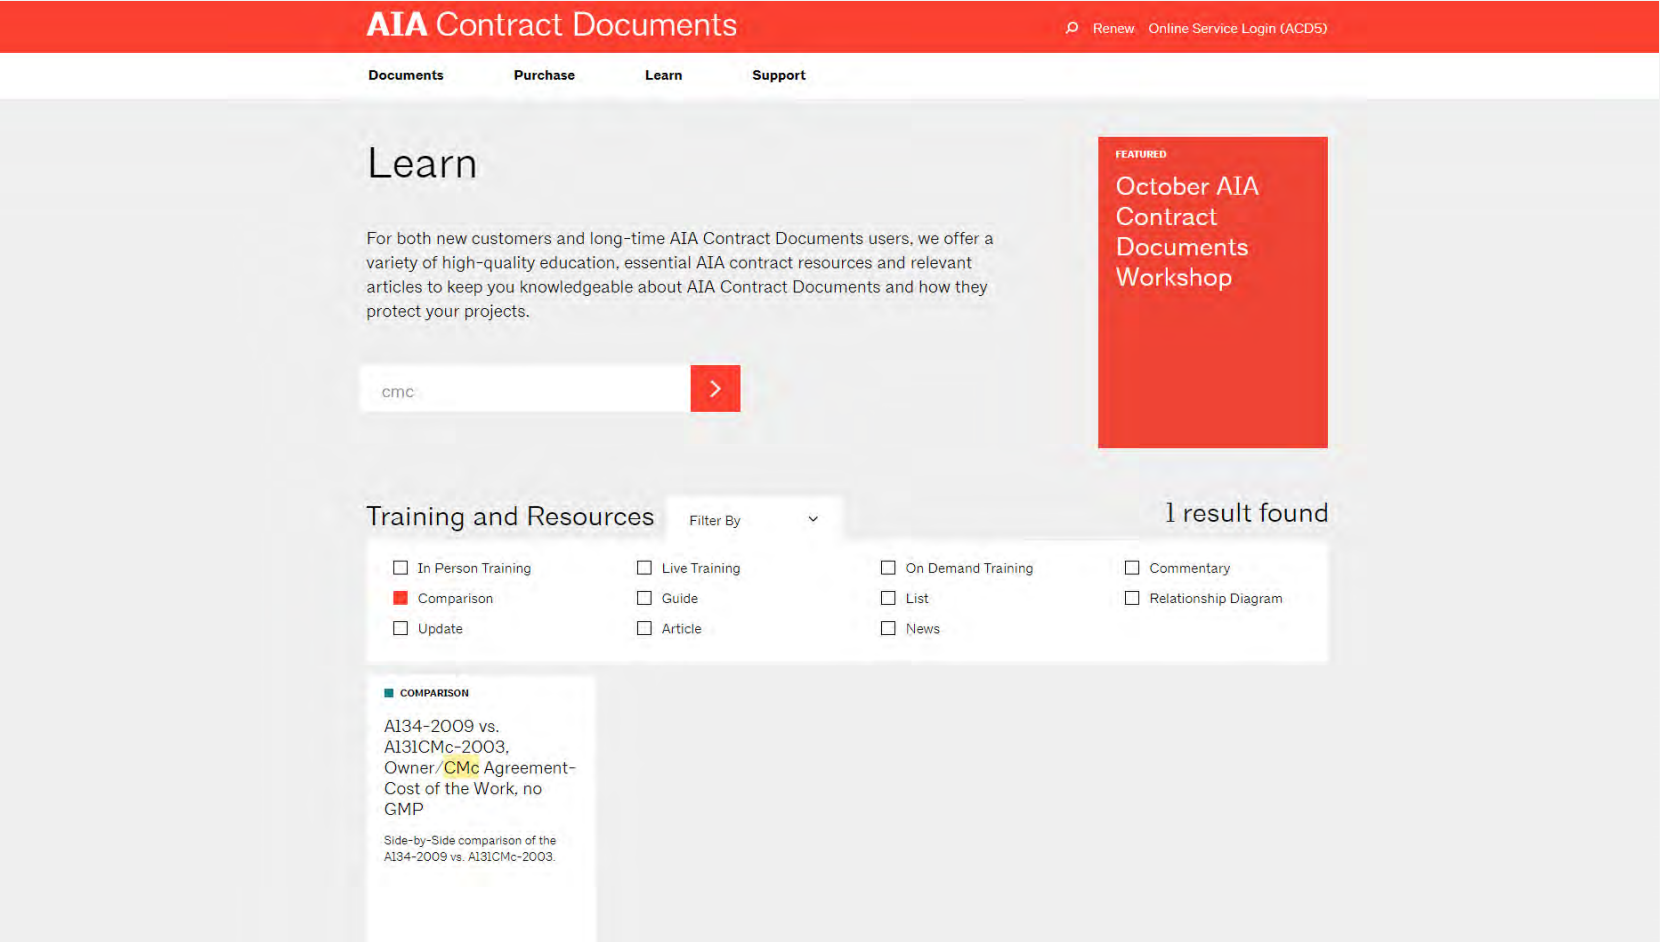 AIA Contract Documents
Renew Online Service Login (ACD5)
Documents Purchase Learn Support
Learn
For both new customers and long-time AIA Contract Documents users, we offer a
variety of high-quality education, essential AIA contract resources and relevant
articles to keep you knowledgeable about AIA Contract Documents and how they
protect your projects.
FEATURED
October AIA
Contract
Documents
Workshop
cmc
Training and Resources
Filter By
1 result found
In Person Training Live Training On Demand Training Commentary
Comparison Guide List Relationship Diagram
Update Article News
COMPARISON
A134-2009 vs.
A131CMc-2003,
Owner/CMc Agreement-
Cost of the Work, no
GMP
Side-by-Side comparison of the
A134-2009 vs. A131CMc-2003.